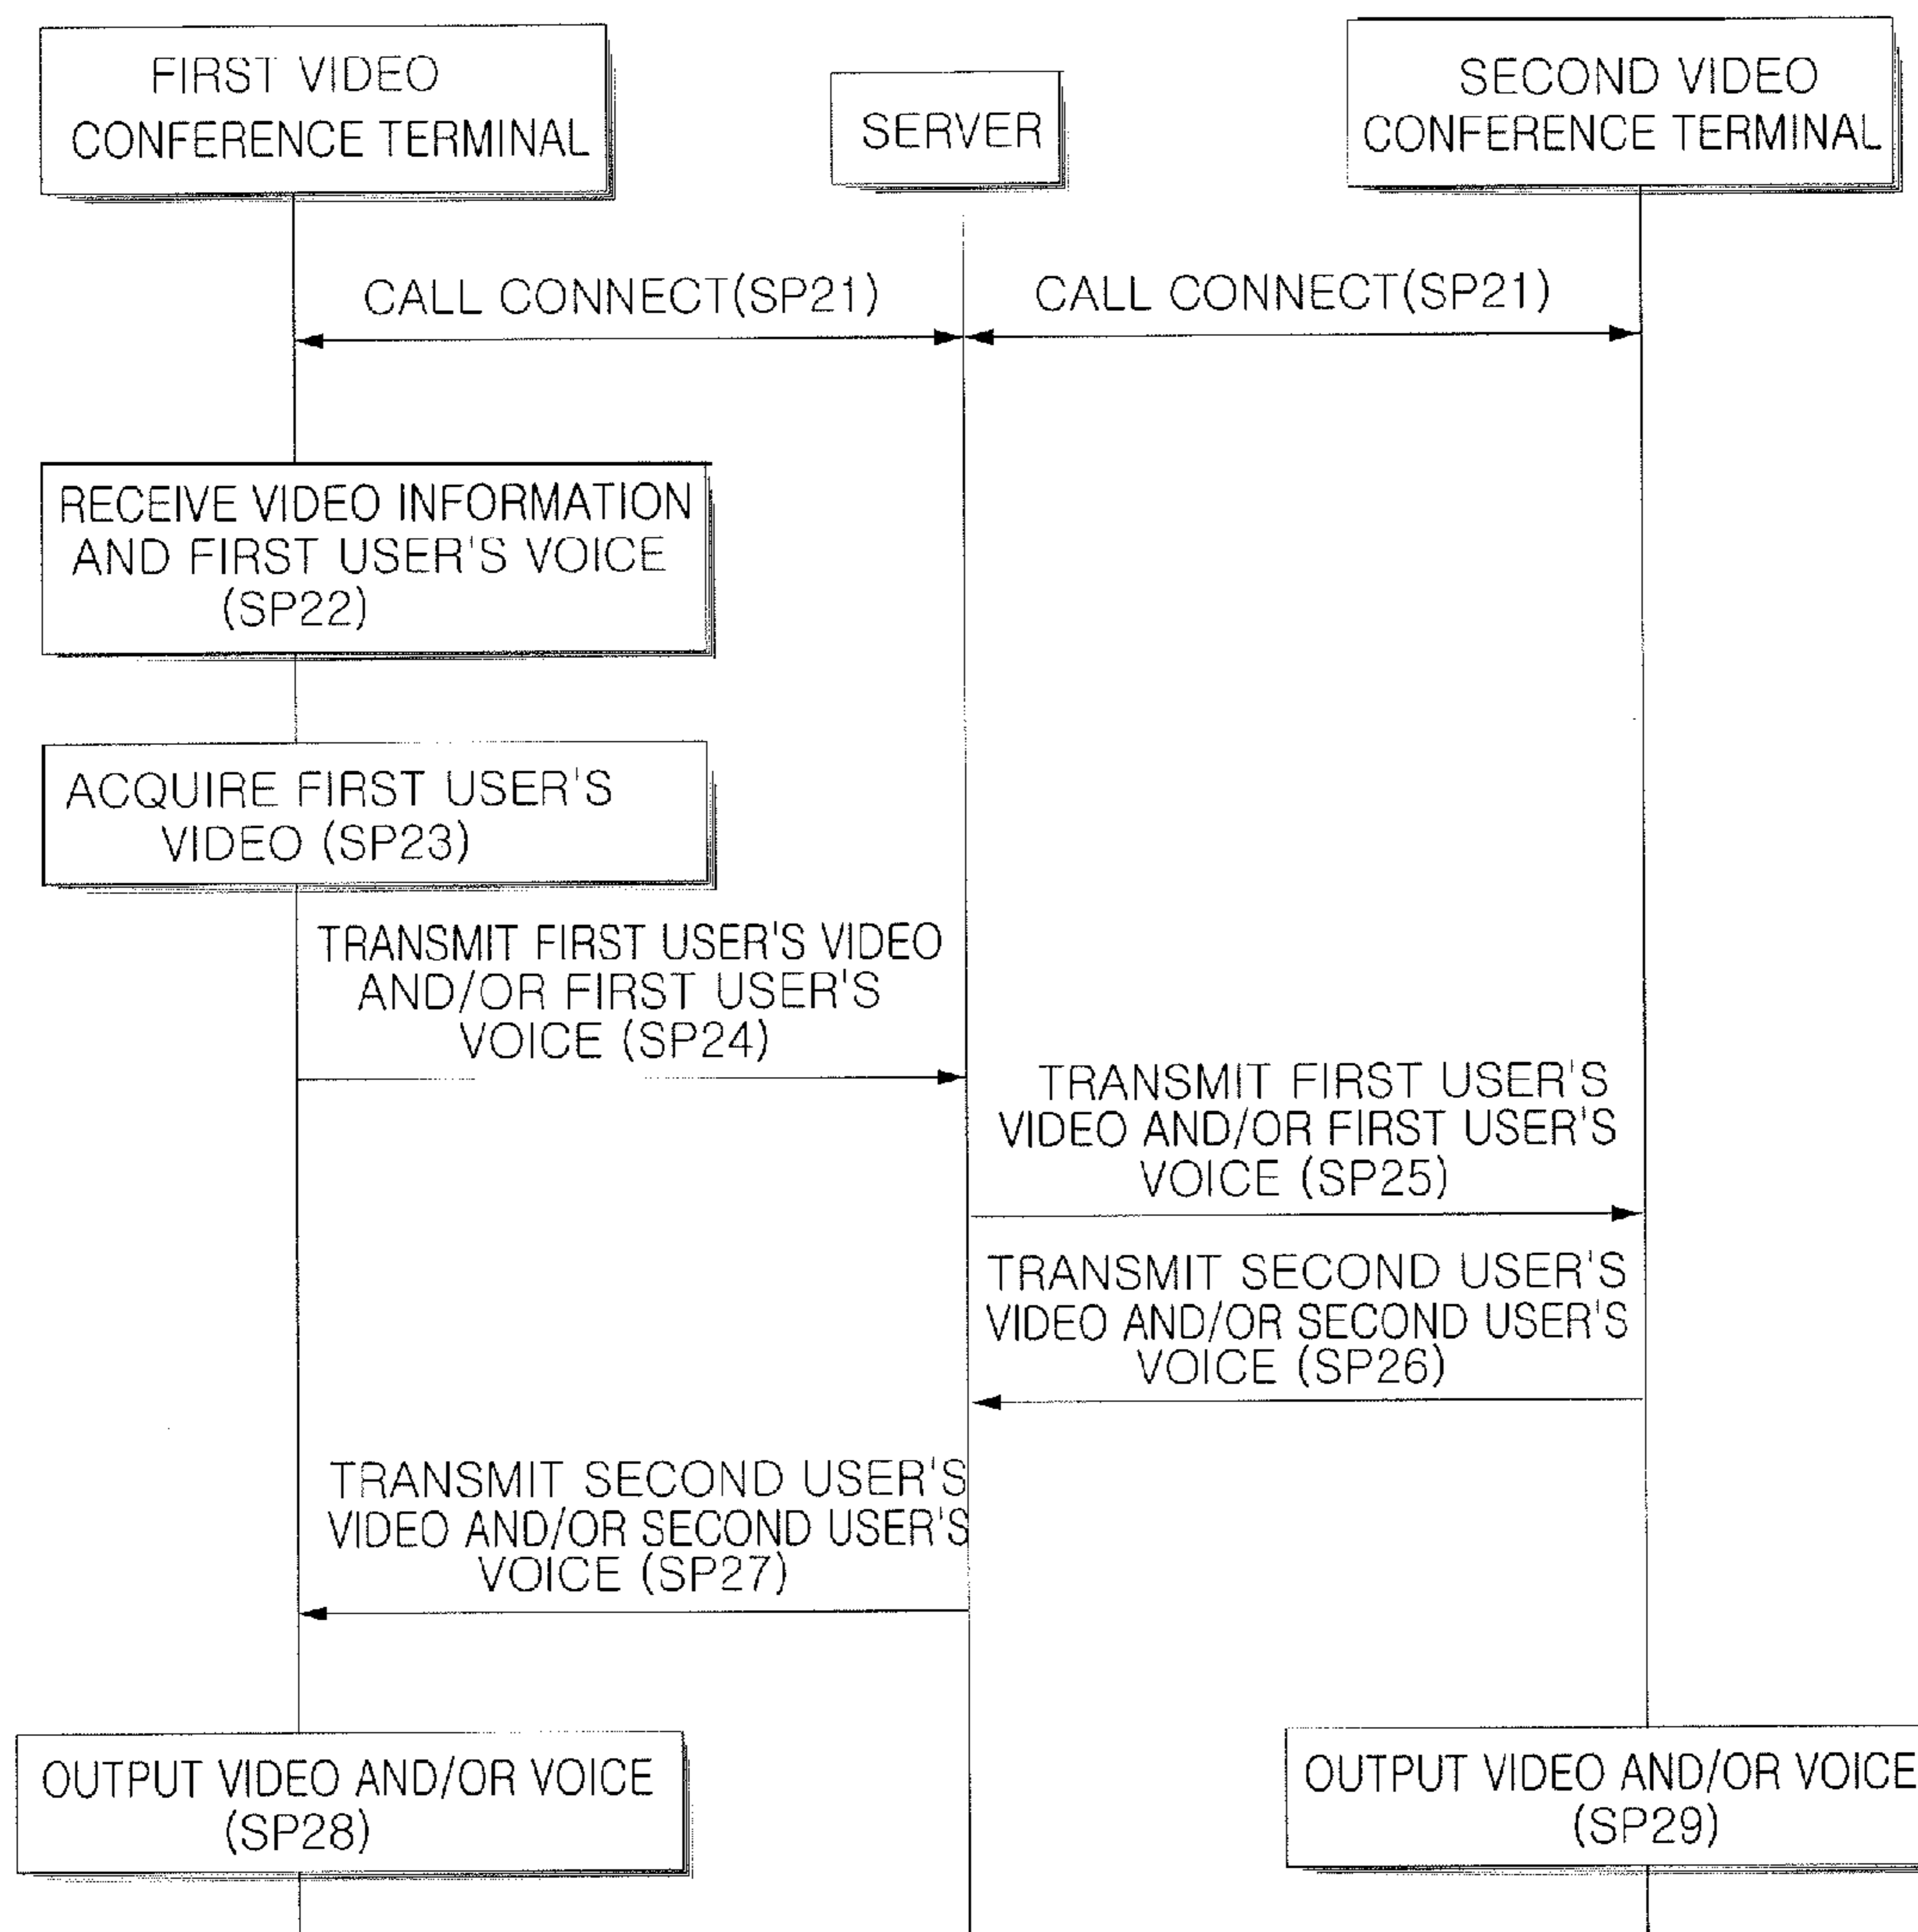 FIRST VIDEO
CONFERENCE TERMINAL
SERVER
SECOND VIDEO
CONFERENCE TERMINAL
CALL CONNECT(SP21)
CALL CONNECT(SP21)
RECEIVE VIDEO INFORMATION
AND FIRST USER'S VOICE
(SP22)
ACQUIRE FIRST USER'S
VIDEO (SP23)
TRANSMIT FIRST USER'S VIDEO
AND/OR FIRST USER'S
VOICE (SP24)
TRANSMIT FIRST USER'S
VIDEO AND/OR FIRST USER'S
VOICE (SP25)
TRANSMIT SECOND USER'S
VIDEO AND/OR SECOND USER'S
VOICE (SP26)
TRANSMIT SECOND USER'S
VIDEO AND/OR SECOND USER'S
VOICE (SP27)
OUTPUT VIDEO AND/OR VOICE
(SP28)
OUTPUT VIDEO AND/OR VOICE
(SP29)